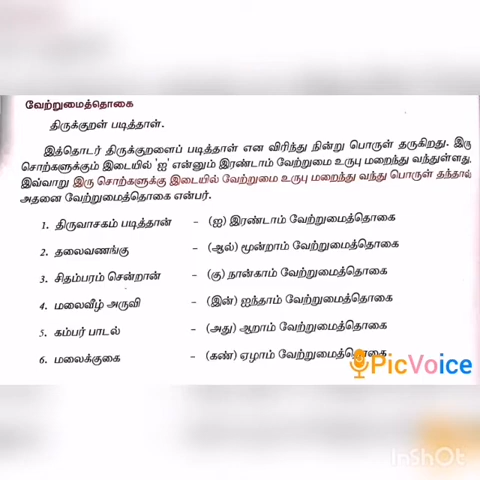 வேற்றுமைத்தொகை
திருக்குறள் படித்தாள்.
இத்தொடர் திருக்குறளைப் படித்தாள் என விரிந்து நின்று பொருள் தருகிறது. இரு
சொற்களுக்கும் இடையில் 'ஐ' என்னும் இரண்டாம் வேற்றுமை உருபு மறைந்து வந்துள்ளது.
இவ்வாறு இரு சொற்களுக்கு இடையில் வேற்றுமை உருபு மறைந்து வந்து பொருள் தந்தால்
அதனை வேற்றுமைத்தொகை என்பர்.
1. திருவாசகம் படித்தான் – (ஐ) இரண்டாம் வேற்றுமைத்தொகை
2. தலைவணங்கு – (ஆல்) மூன்றாம் வேற்றுமைத்தொகை
3. சிதம்பரம் சென்றான் – (கு) நான்காம் வேற்றுமைத்தொகை
4. மலைவீழ் அருவி – (இன்) ஐந்தாம் வேற்றுமைத்தொகை
5. கம்பர் பாடல் – (அது) ஆறாம் வேற்றுமைத்தொகை
6. மலைக்குகை – (கண்) ஏழாம் வேற்றுமைத்தொகை
PicVoice
InShOt